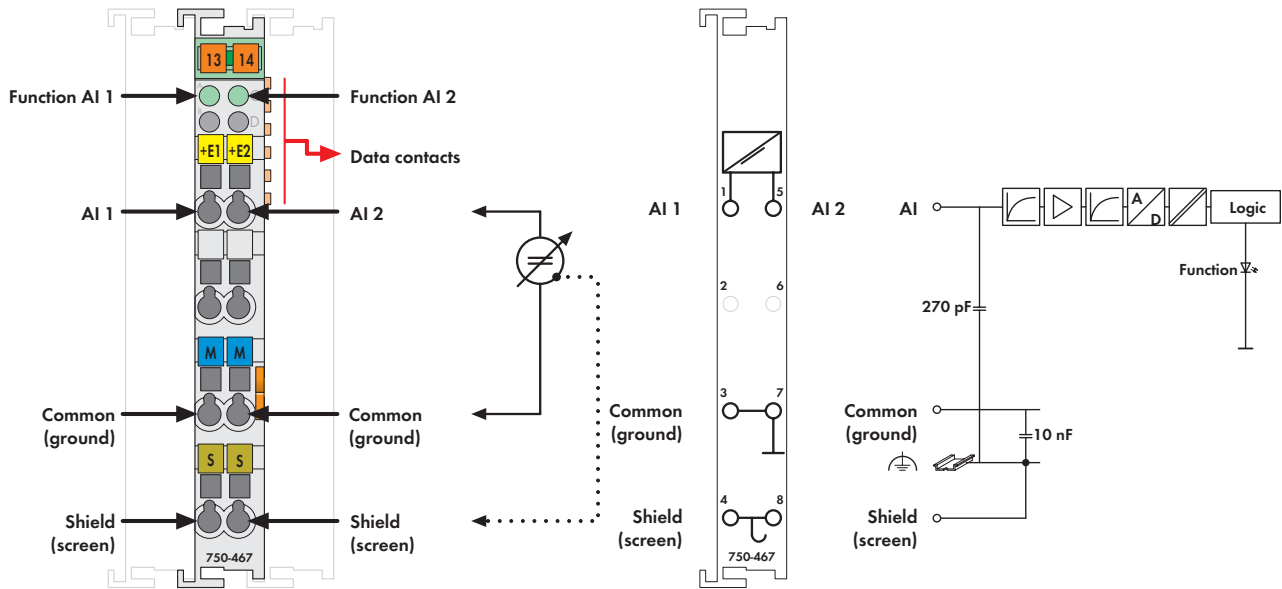 13 14
Function AI 1
Function AI 2
A C
B D
Data contacts
+E1 +E2
AI 1
AI 2
M M
Common
(ground)
Common
(ground)
S S
Shield
(screen)
Shield
(screen)
750-467
1 5
AI 1
AI 2
2 6
3 7
Common
(ground)
4 8
Shield
(screen)
750-467
AI
A
D
Logic
Function
270 pF
Common
(ground)
10 nF
Shield
(screen)